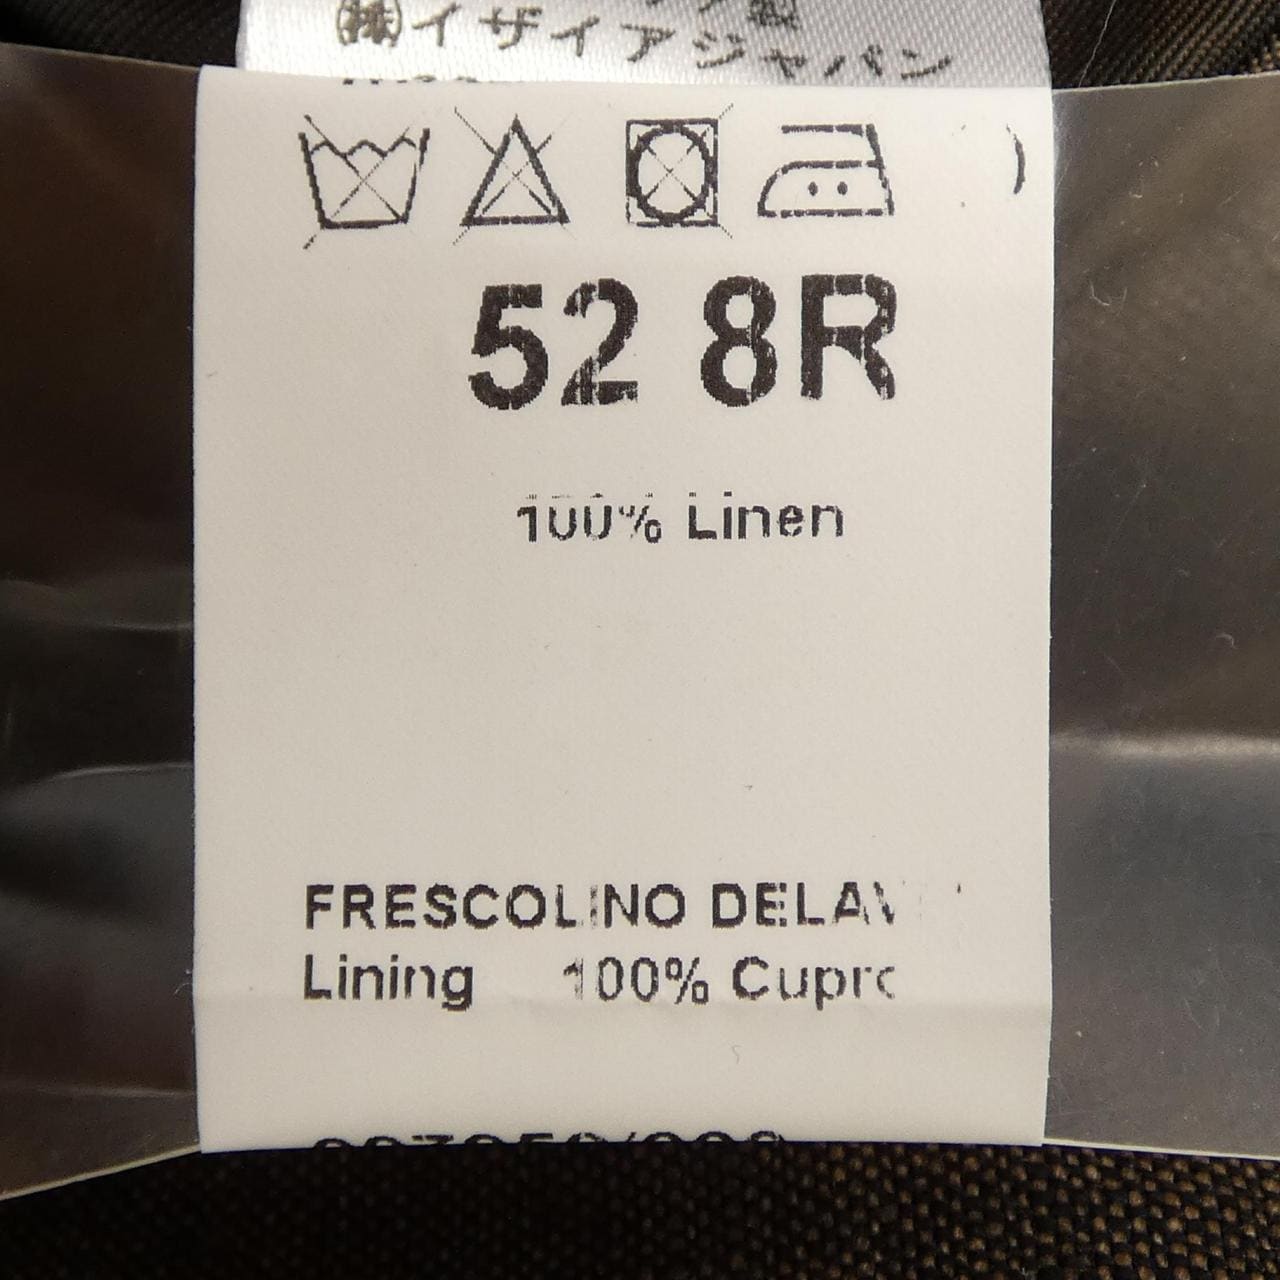 ㈱イザイアジャパン
52 8R
100% Linen
FRESCOLINO DELAV
Lining 100% Cupro